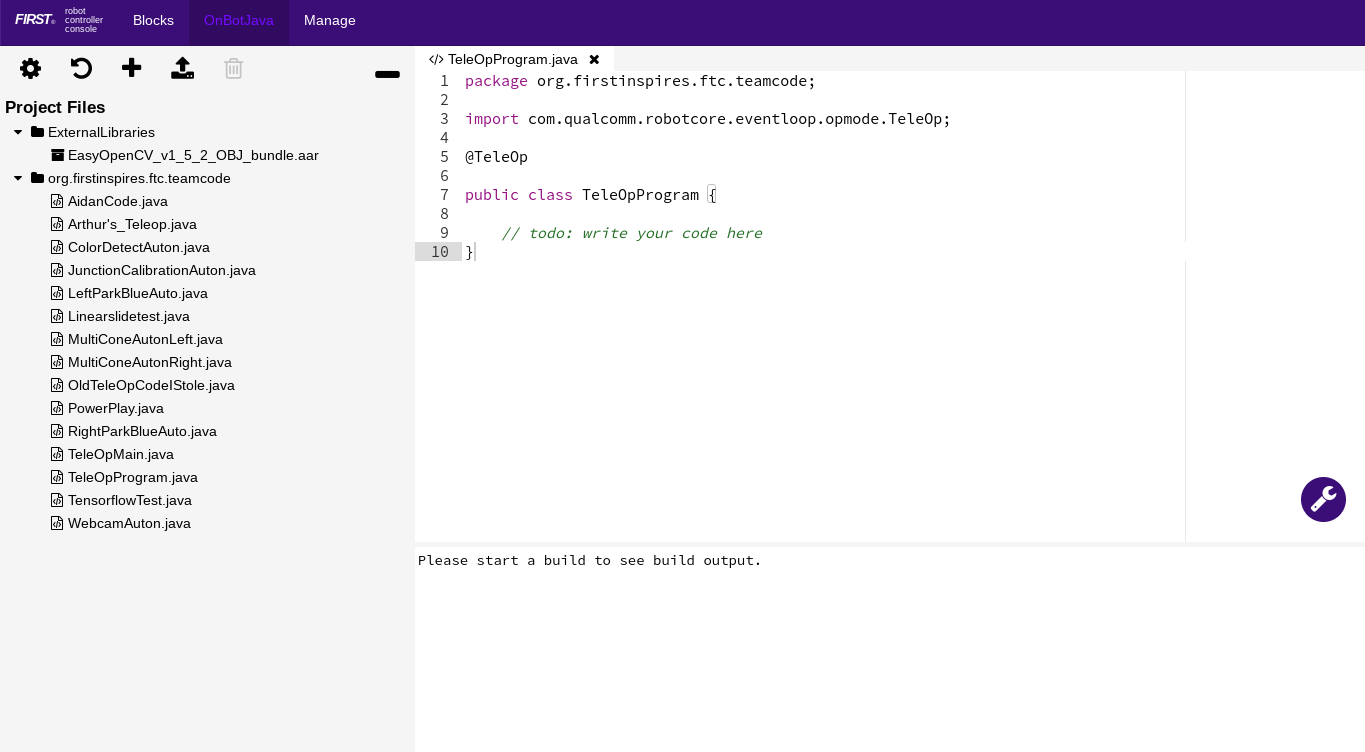 FIRST® robot controller console Blocks OnBotJava Manage
Project Files
ExternalLibraries
EasyOpenCV_v1_5_2_OBJ_bundle.aar
org.firstinspires.ftc.teamcode
AidanCode.java
Arthur's_Teleop.java
ColorDetectAuton.java
JunctionCalibrationAuton.java
LeftParkBlueAuto.java
Linearslidetest.java
MultiConeAutonLeft.java
MultiConeAutonRight.java
OldTeleOpCodeIStole.java
PowerPlay.java
RightParkBlueAuto.java
TeleOpMain.java
TeleOpProgram.java
TensorflowTest.java
WebcamAuton.java
</> TeleOpProgram.java ✖
1 package org.firstinspires.ftc.teamcode;
2
3 import com.qualcomm.robotcore.eventloop.opmode.TeleOp;
4
5 @TeleOp
6
7 public class TeleOpProgram {
8
9     // todo: write your code here
10 }
Please start a build to see build output.